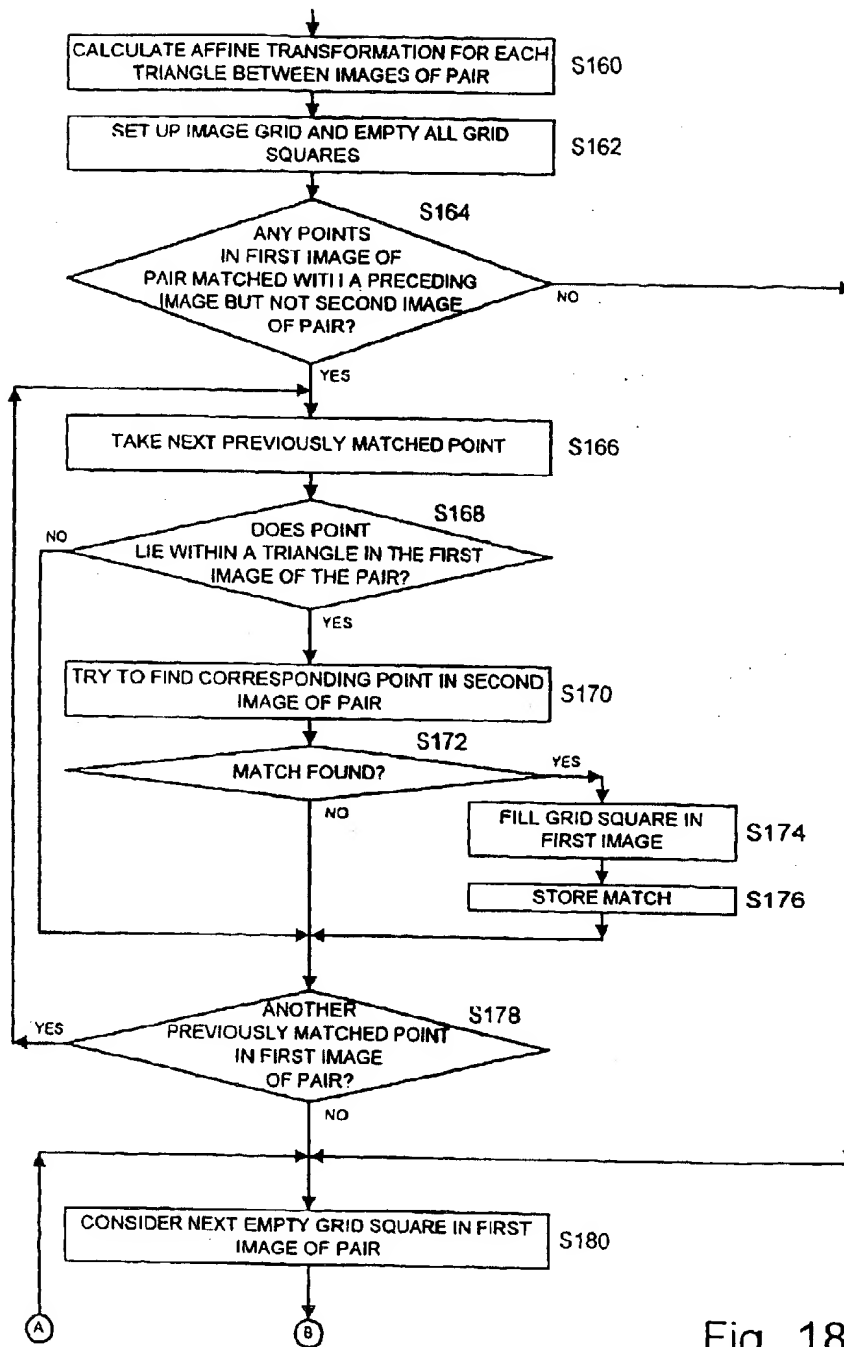 CALCULATE AFFINE TRANSFORMATION FOR EACH
TRIANGLE BETWEEN IMAGES OF PAIR
S160
SET UP IMAGE GRID AND EMPTY ALL GRID
SQUARES
S162
S164
ANY POINTS
IN FIRST IMAGE OF
PAIR MATCHED WITH A PRECEDING
IMAGE BUT NOT SECOND IMAGE
OF PAIR?
NO
YES
TAKE NEXT PREVIOUSLY MATCHED POINT
S166
S168
NO
DOES POINT
LIE WITHIN A TRIANGLE IN THE FIRST
IMAGE OF THE PAIR?
YES
TRY TO FIND CORRESPONDING POINT IN SECOND
IMAGE OF PAIR
S170
S172
MATCH FOUND?
YES
NO
FILL GRID SQUARE IN
FIRST IMAGE
S174
STORE MATCH
S176
S178
YES
ANOTHER
PREVIOUSLY MATCHED POINT
IN FIRST IMAGE
OF PAIR?
NO
CONSIDER NEXT EMPTY GRID SQUARE IN FIRST
IMAGE OF PAIR
S180
A
B
Fig. 18